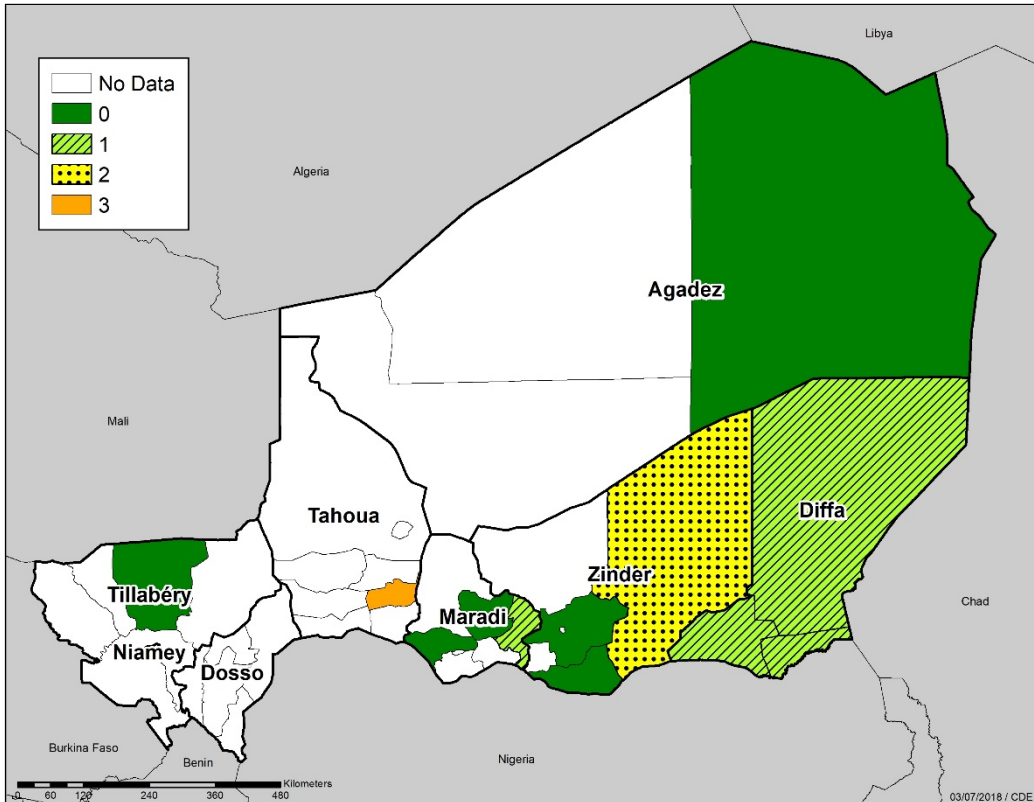 Libya
No Data
0
1
2
3
Algeria
Agadez
Mali
Tahoua
Diffa
Zinder
Tillabéry
Maradi
Chad
Niamey
Dosso
Burkina Faso
Benin
Nigeria
Kilometers
0 60 120 240 360 480
03/07/2018 / CDE